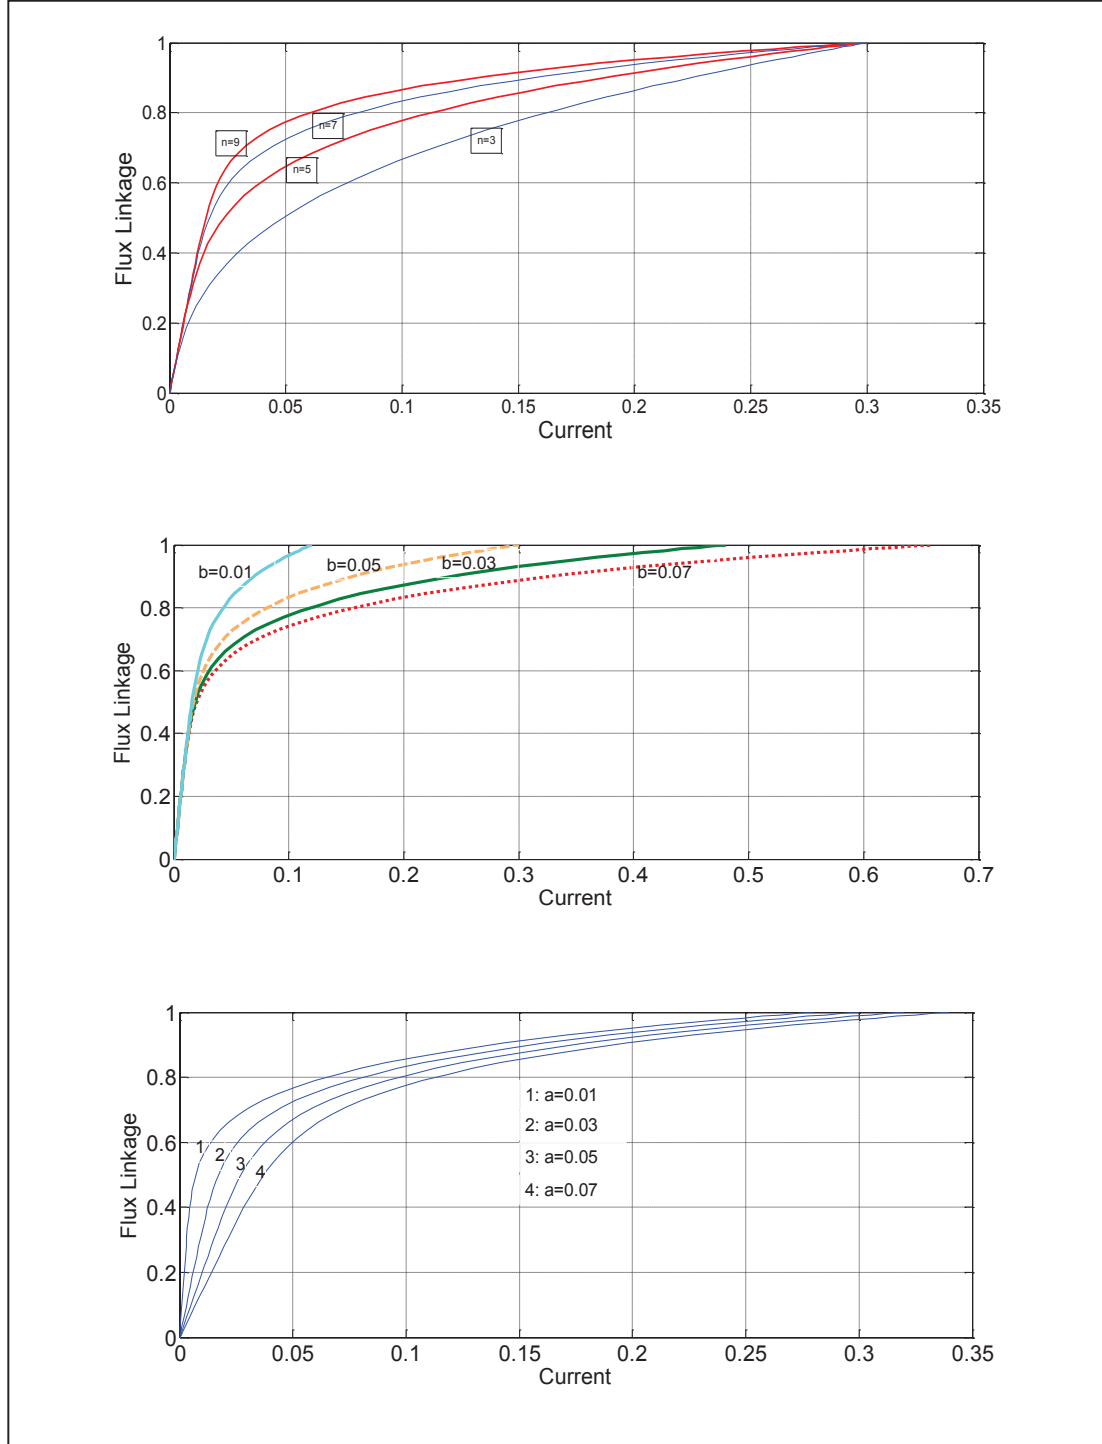 1
0.8
0.6
0.4
0.2
0
Flux Linkage
n=9
n=7
n=5
n=3
0 0.05 0.1 0.15 0.2 0.25 0.3 0.35
Current
1
0.8
0.6
0.4
0.2
0
Flux Linkage
b=0.01
b=0.05
b=0.03
b=0.07
0 0.1 0.2 0.3 0.4 0.5 0.6 0.7
Current
1
0.8
0.6
0.4
0.2
0
Flux Linkage
1
2
3
4
1: a=0.01
2: a=0.03
3: a=0.05
4: a=0.07
0 0.05 0.1 0.15 0.2 0.25 0.3 0.35
Current